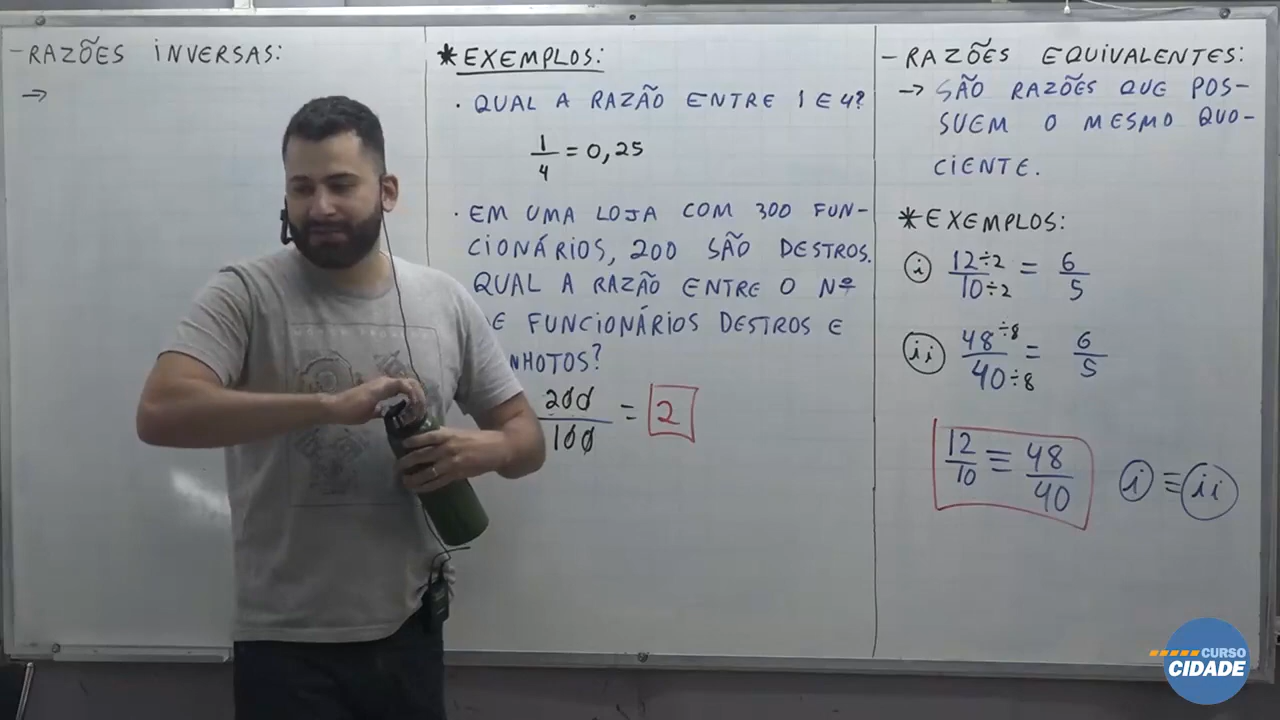 -RAZÕES INVERSAS:
→
*EXEMPLOS:
. QUAL A RAZÃO ENTRE 1 E 4?
1/4 = 0,25
. EM UMA LOJA COM 300 FUN-
CIONÁRIOS, 200 SÃO DESTROS.
QUAL A RAZÃO ENTRE O Nº
E FUNCIONÁRIOS DESTROS E
NHOTOS?
200/100 = 2
- RAZÕES EQUIVALENTES:
→ SÃO RAZÕES QUE POS-
SUEM O MESMO QUO-
CIENTE.
*EXEMPLOS:
i 12÷2/10÷2 = 6/5
ii 48÷8/40÷8 = 6/5
12/10 ≡ 48/40 i ≡ ii
CURSO
CIDADE